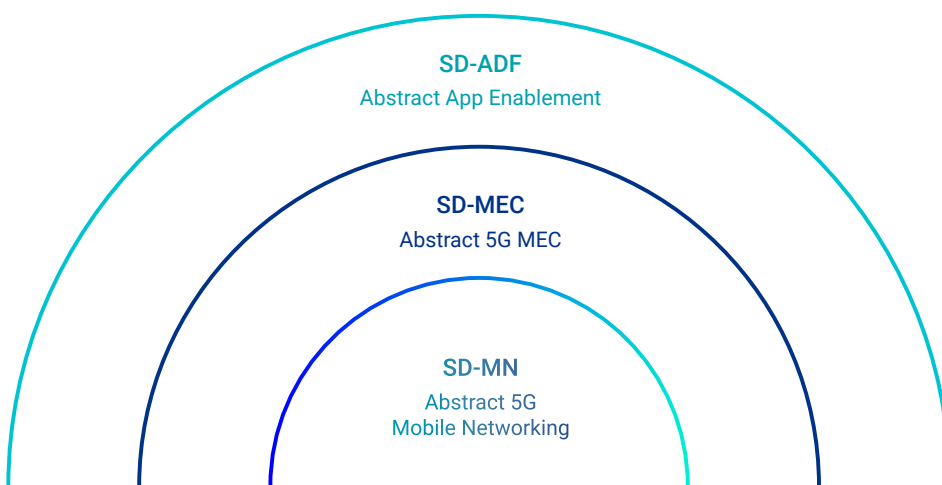 SD-ADF
Abstract App Enablement
SD-MEC
Abstract 5G MEC
SD-MN
Abstract 5G
Mobile Networking